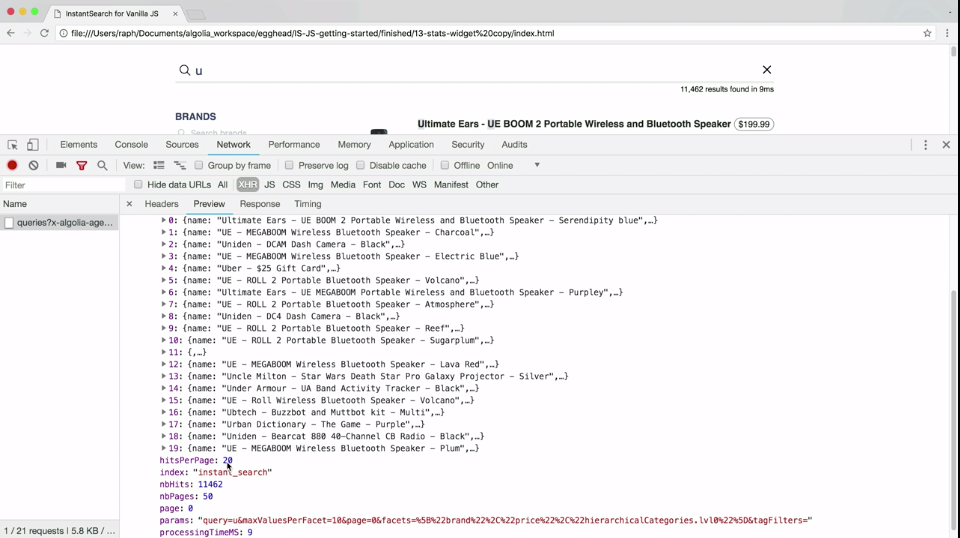 InstantSearch for Vanilla JS
file:///Users/raph/Documents/algolia_workspace/egghead/IS-JS-getting-started/finished/13-stats-widget%20copy/index.html
u
11,462 results found in 9ms
BRANDS
Search brands
Ultimate Ears - UE BOOM 2 Portable Wireless and Bluetooth Speaker $199.99
Elements Console Sources Network Performance Memory Application Security Audits
View: Group by frame Preserve log Disable cache Offline Online
Filter Hide data URLs All XHR JS CSS Img Media Font Doc WS Manifest Other
Name Headers Preview Response Timing
queries?x-algolia-age...
0: {name: "Ultimate Ears - UE BOOM 2 Portable Wireless and Bluetooth Speaker - Serendipity blue",…}
1: {name: "UE - MEGABOOM Wireless Bluetooth Speaker - Charcoal",…}
2: {name: "Uniden - DCAM Dash Camera - Black",…}
3: {name: "UE - MEGABOOM Wireless Bluetooth Speaker - Electric Blue",…}
4: {name: "Uber - $25 Gift Card",…}
5: {name: "UE - ROLL 2 Portable Bluetooth Speaker - Volcano",…}
6: {name: "Ultimate Ears - UE MEGABOOM Portable Wireless and Bluetooth Speaker - Purpley",…}
7: {name: "UE - ROLL 2 Portable Bluetooth Speaker - Atmosphere",…}
8: {name: "Uniden - DC4 Dash Camera - Black",…}
9: {name: "UE - ROLL 2 Portable Bluetooth Speaker - Reef",…}
10: {name: "UE - ROLL 2 Portable Bluetooth Speaker - Sugarplum",…}
11: {,…}
12: {name: "UE - MEGABOOM Wireless Bluetooth Speaker - Lava Red",…}
13: {name: "Uncle Milton - Star Wars Death Star Pro Galaxy Projector - Silver",…}
14: {name: "Under Armour - UA Band Activity Tracker - Black",…}
15: {name: "UE - Roll Wireless Bluetooth Speaker - Volcano",…}
16: {name: "Ubtech - Buzzbot and Muttbot kit - Multi",…}
17: {name: "Urban Dictionary - The Game - Purple",…}
18: {name: "Uniden - Bearcat 880 40-Channel CB Radio - Black",…}
19: {name: "UE - MEGABOOM Wireless Bluetooth Speaker - Plum",…}
hitsPerPage: 20
index: "instant_search"
nbHits: 11462
nbPages: 50
page: 0
params: "query=u&maxValuesPerFacet=10&page=0&facets=%5B%22brand%22%2C%22price%22%2C%22hierarchicalCategories.lvl0%22%5D&tagFilters="
processingTimeMS: 9
1 / 21 requests | 5.8 KB / ...